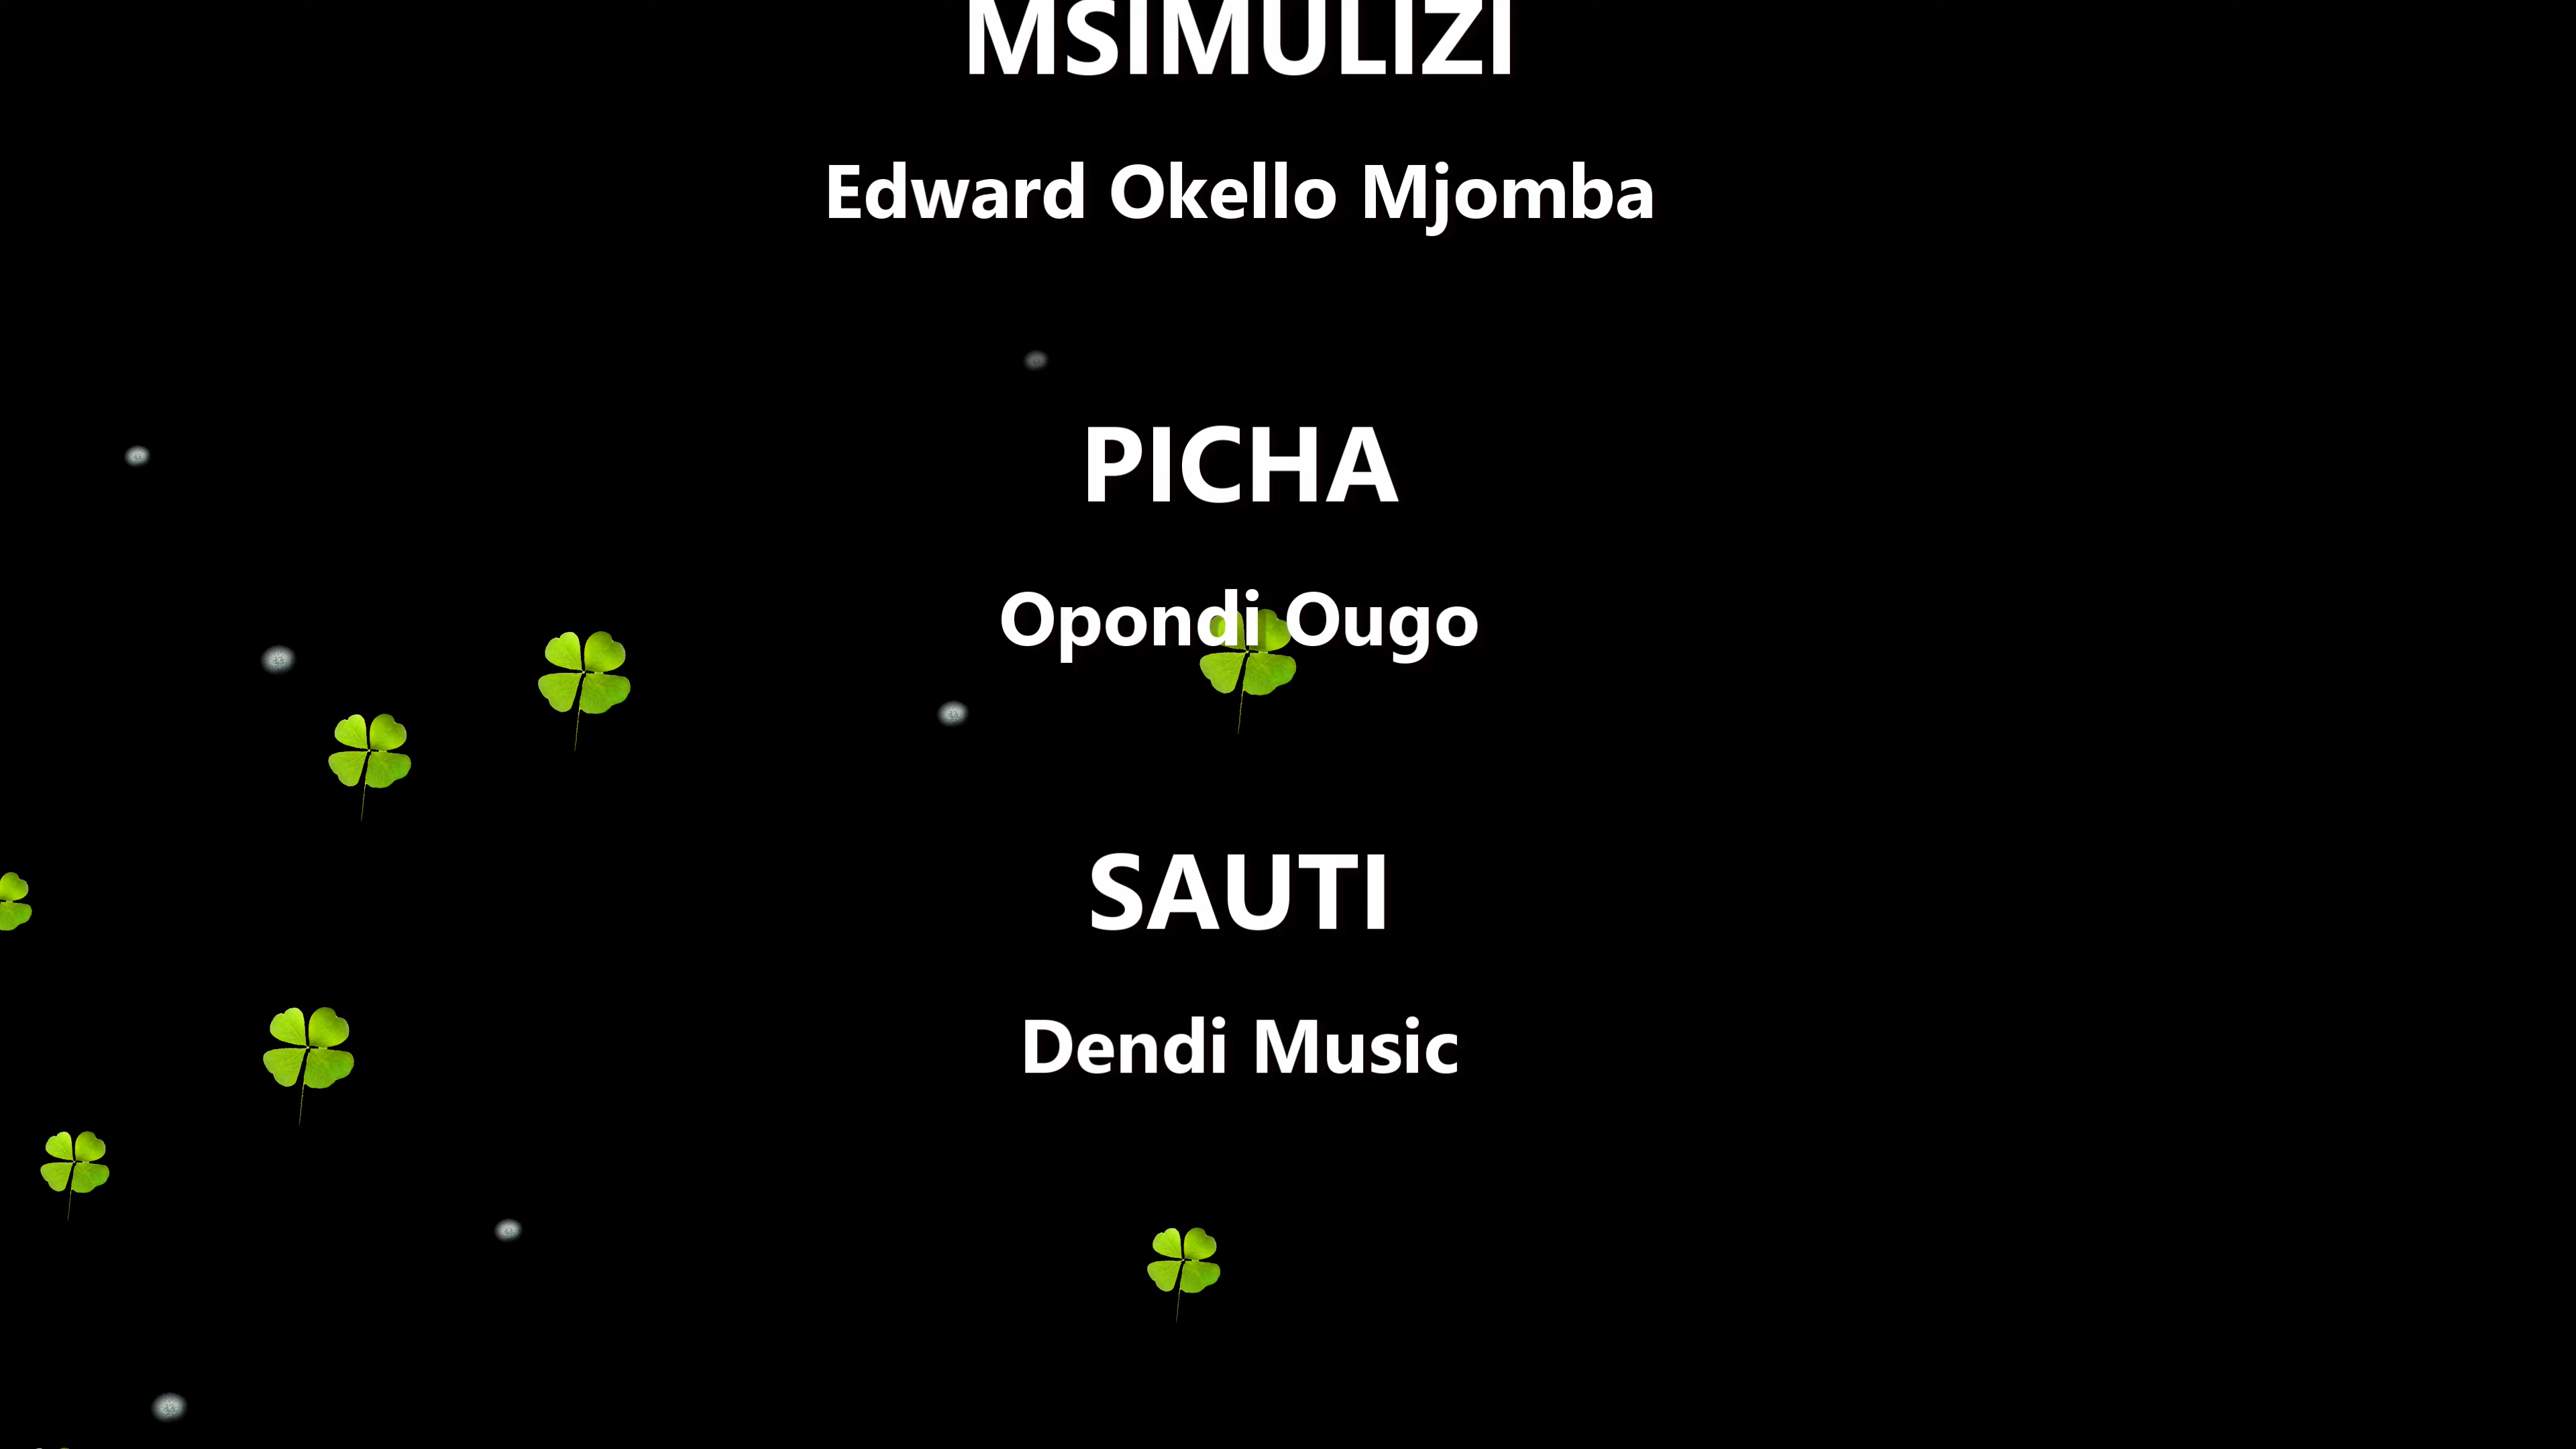 MSIMULIZI
Edward Okello Mjomba
PICHA
Opondi Ougo
SAUTI
Dendi Music